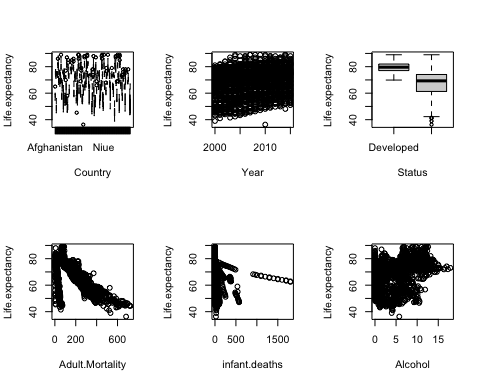 Life.expectancy
40 60 80
Afghanistan Niue
Country
Life.expectancy
40 60 80
2000 2010
Year
Life.expectancy
40 60 80
Developed
Status
Life.expectancy
40 60 80
0 200 600
Adult.Mortality
Life.expectancy
40 60 80
0 500 1500
infant.deaths
Life.expectancy
40 60 80
0 5 10 15
Alcohol